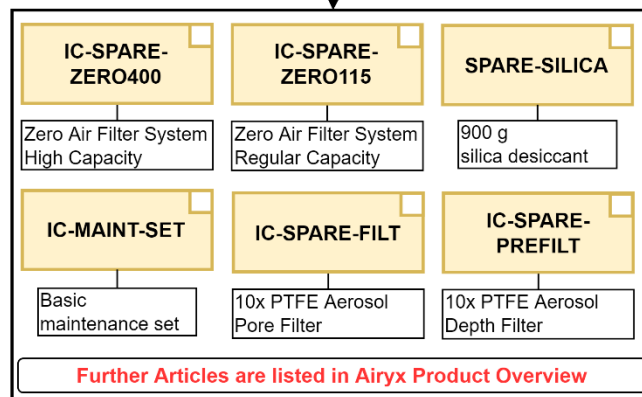 IC-SPARE-
ZERO400
IC-SPARE-
ZERO115
SPARE-SILICA
Zero Air Filter System
High Capacity
Zero Air Filter System
Regular Capacity
900 g
silica desiccant
IC-MAINT-SET
IC-SPARE-FILT
IC-SPARE-
PREFILT
Basic
maintenance set
10x PTFE Aerosol
Pore Filter
10x PTFE Aerosol
Depth Filter
Further Articles are listed in Airyx Product Overview